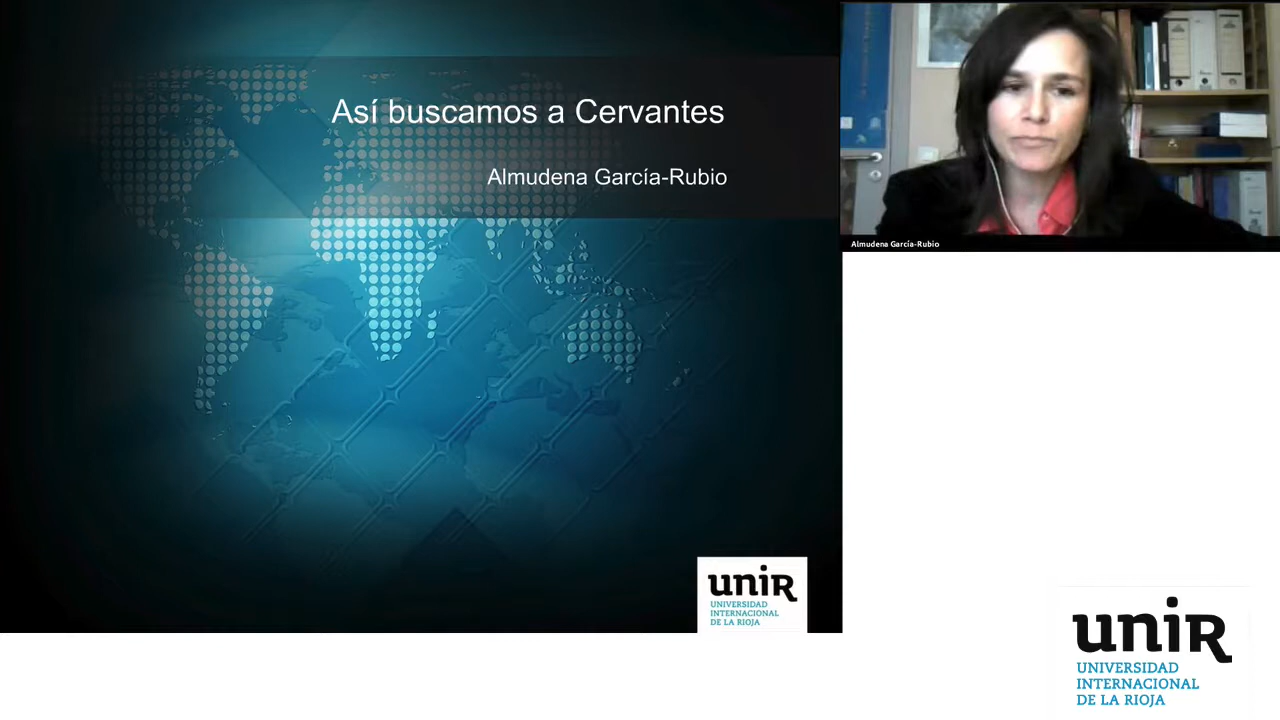 Así buscamos a Cervantes
Almudena García-Rubio
Almudena García-Rubio
unir
UNIVERSIDAD
INTERNACIONAL
DE LA RIOJA
unir
UNIVERSIDAD
INTERNACIONAL
DE LA RIOJA